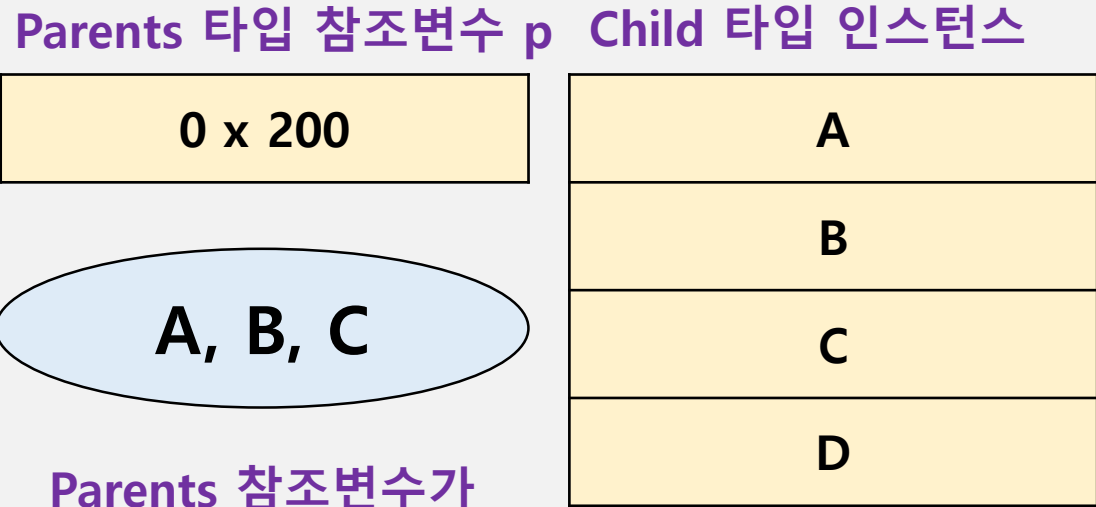 Parents 타입 참조변수 p
Child 타입 인스턴스
0 x 200
A, B, C
Parents 참조변수가
A
B
C
D